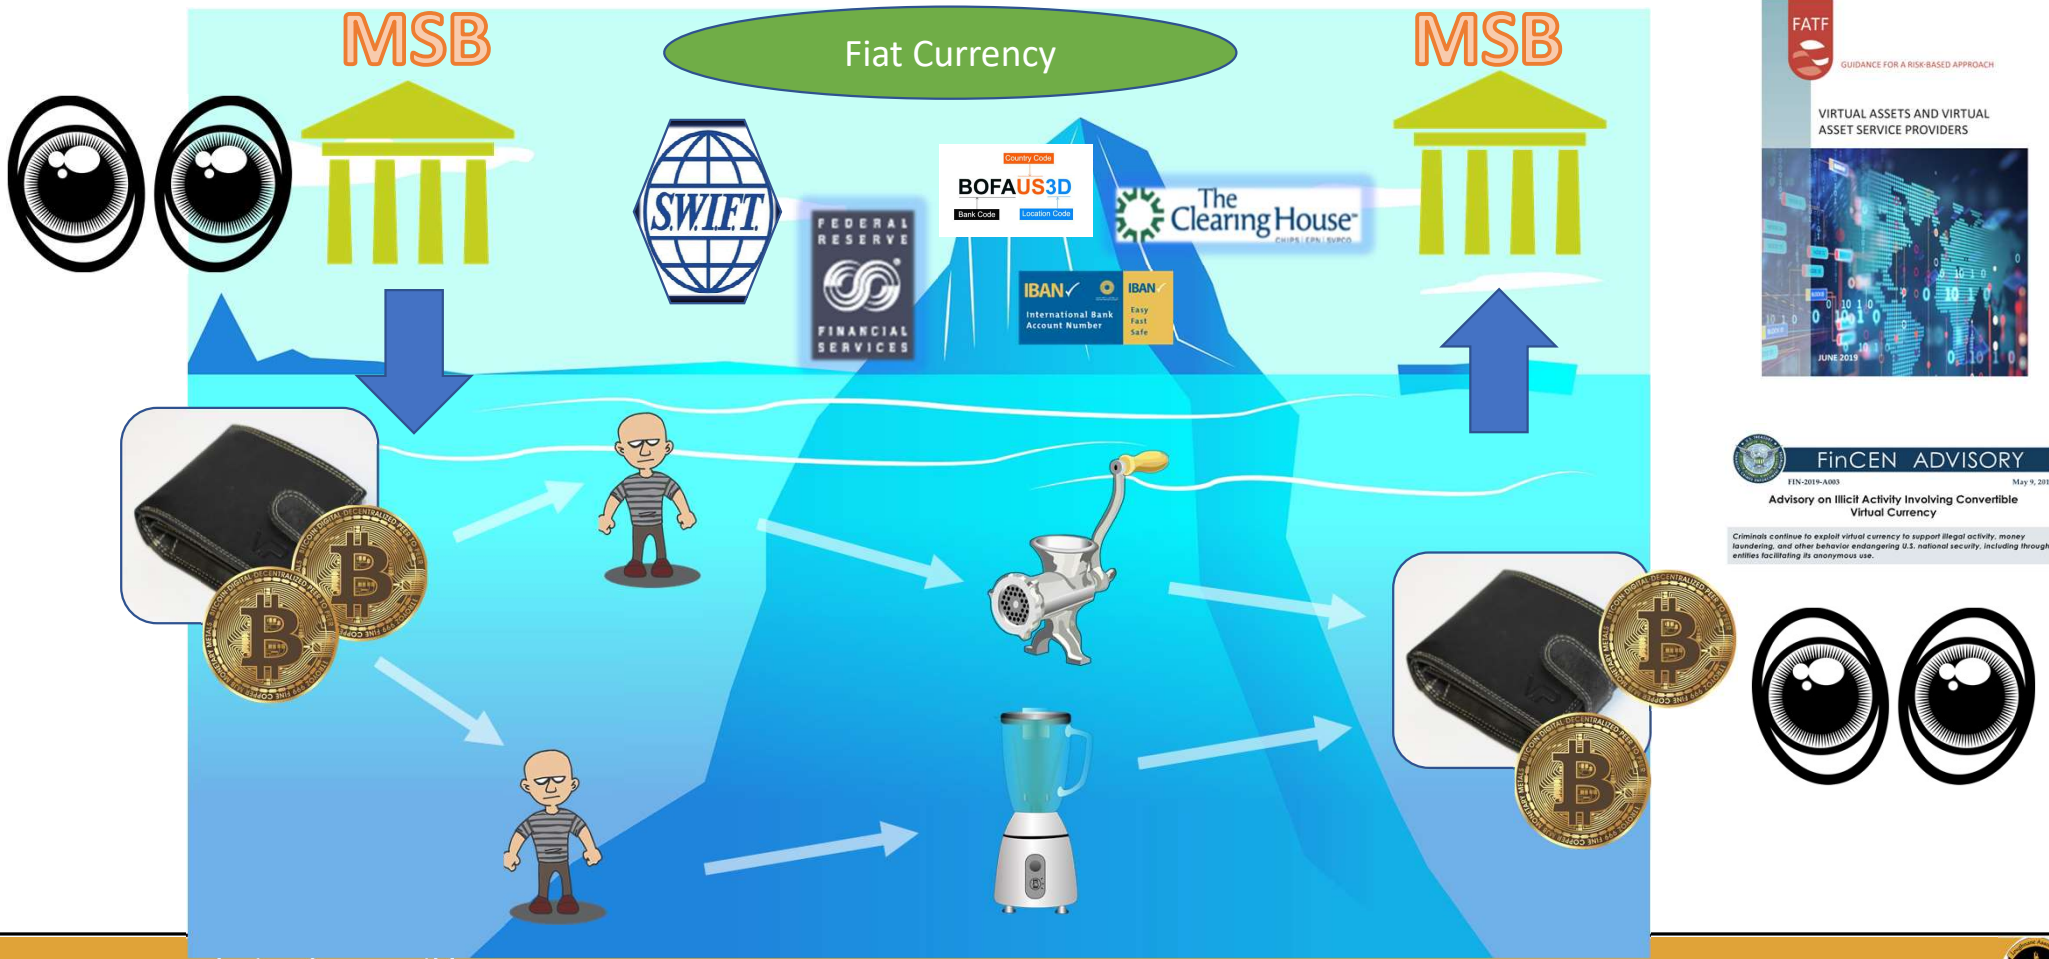 MSB
Fiat Currency
MSB
S.W.I.F.T.
FEDERAL
RESERVE
FINANCIAL
SERVICES
Country Code
BOFAUS3D
Bank Code
Location Code
The
Clearing House
CHIPS | EPN | SVPCO
IBAN
International Bank
Account Number
IBAN
Easy
Fast
Safe
FATF
GUIDANCE FOR A RISK-BASED APPROACH
VIRTUAL ASSETS AND VIRTUAL
ASSET SERVICE PROVIDERS
JUNE 2019
FinCEN ADVISORY
FIN-2019-A003
May 9, 201
Advisory on Illicit Activity Involving Convertible
Virtual Currency
Criminals continue to exploit virtual currency to support illegal activity, money
laundering, and other behavior endangering U.S. national security, including through
entities facilitating its anonymous use.